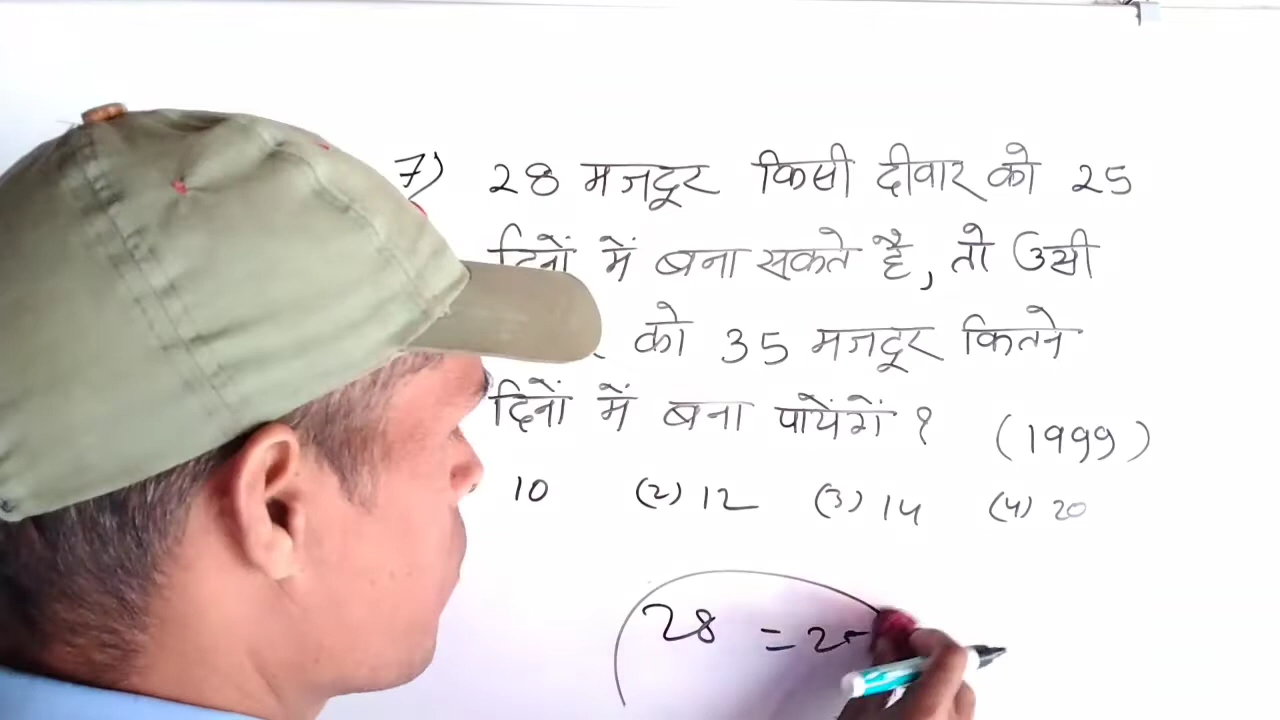 7) 28 मजदूर किसी दीवार को 25
दिनों में बना सकते है, तो उसी
को 35 मजदूर कितने
दिनों में बना पायेगें ?
(1999)
10 (2) 12 (3) 14 (4) 20
28 = 25